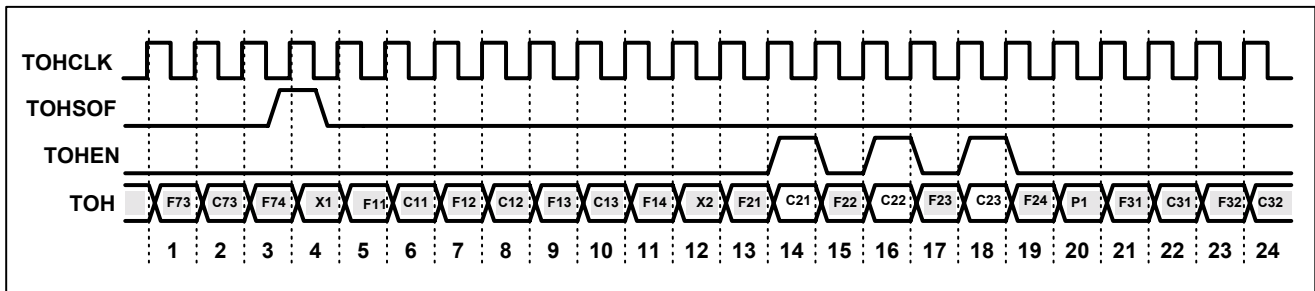 TOHCLK
TOHSOF
TOHEN
TOH F73 C73 F74 X1 F11 C11 F12 C12 F13 C13 F14 X2 F21 C21 F22 C22 F23 C23 F24 P1 F31 C31 F32 C32
1 2 3 4 5 6 7 8 9 10 11 12 13 14 15 16 17 18 19 20 21 22 23 24